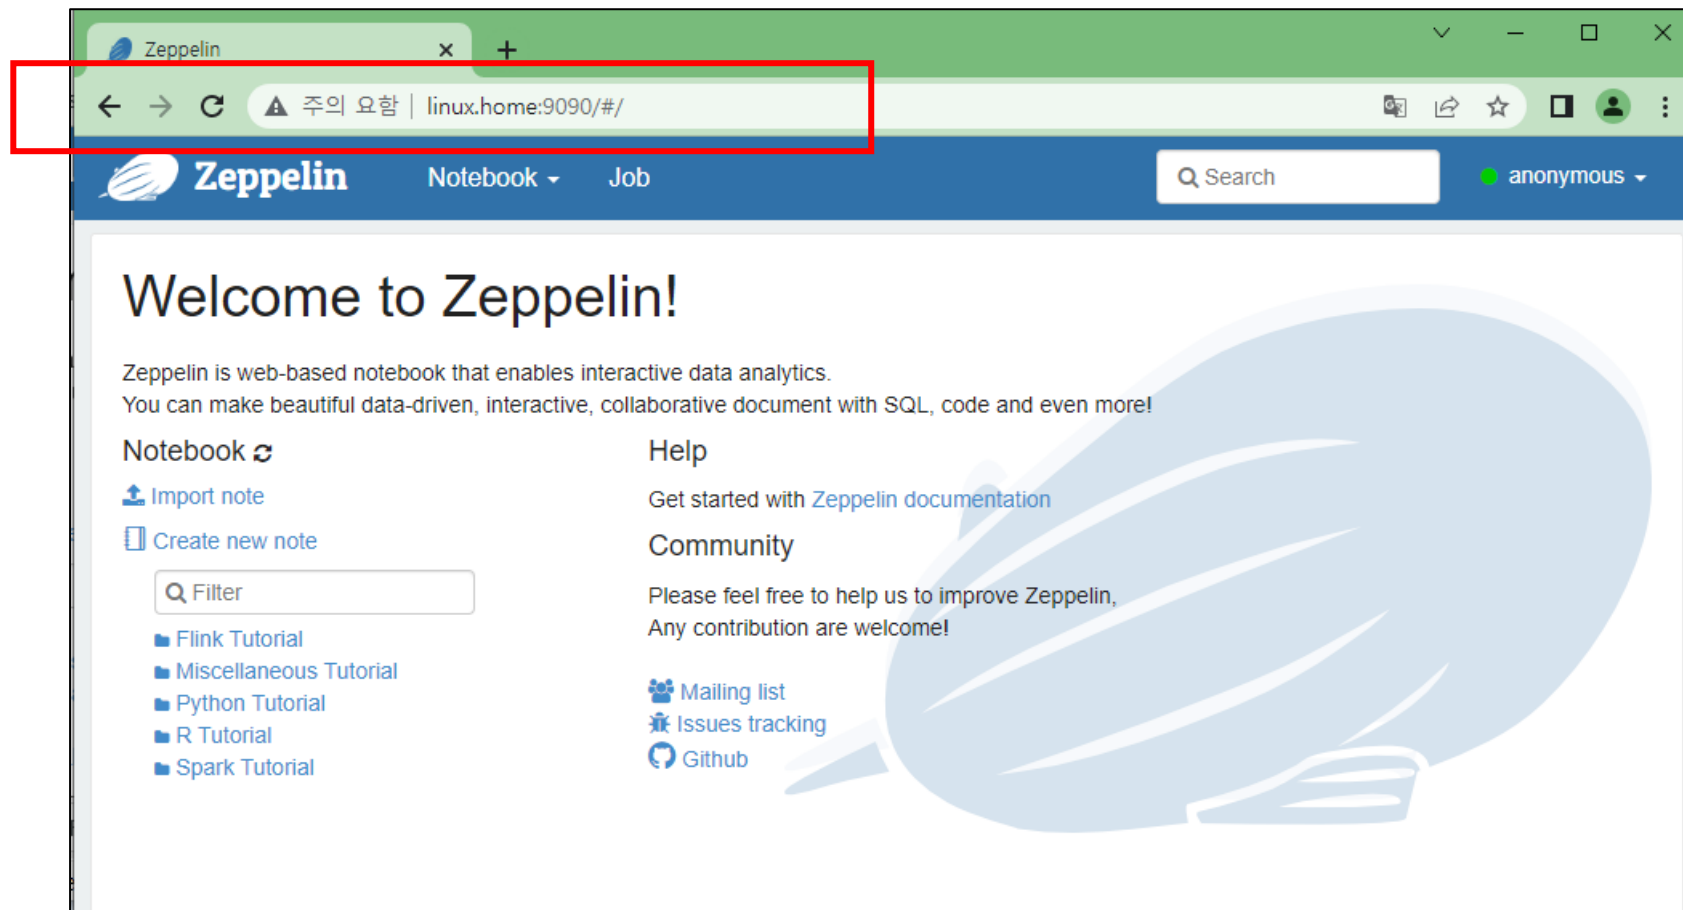 Zeppelin
주의 요함 | linux.home:9090/#/
Zeppelin Notebook Job Search anonymous
Welcome to Zeppelin!
Zeppelin is web-based notebook that enables interactive data analytics.
You can make beautiful data-driven, interactive, collaborative document with SQL, code and even more!
Notebook
Import note
Create new note
Filter
Flink Tutorial
Miscellaneous Tutorial
Python Tutorial
R Tutorial
Spark Tutorial
Help
Get started with Zeppelin documentation
Community
Please feel free to help us to improve Zeppelin,
Any contribution are welcome!
Mailing list
Issues tracking
Github